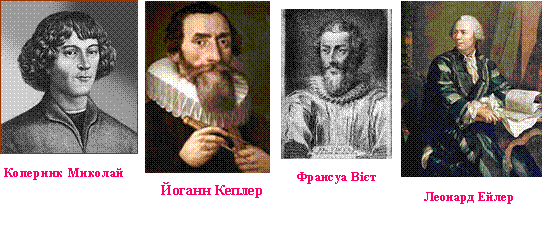 Коперник Миколай
Йоганн Кеплер
Франсуа Вієт
Леонард Ейлер